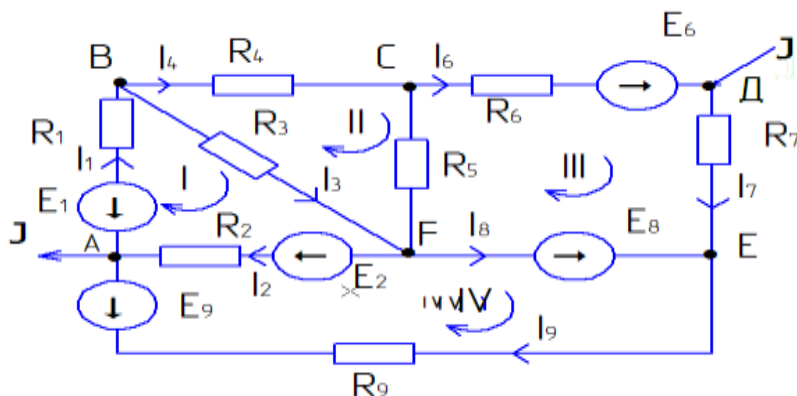 E₆
J
B I₄ R₄ C I₆
R₆ Д
R₁ R₃ II R₇
I₁ I R₅ III I₇
E₁ I₃
J A R₂ F I₈ E₈ E
I₂ E₂
E₉ IV I₉
R₉